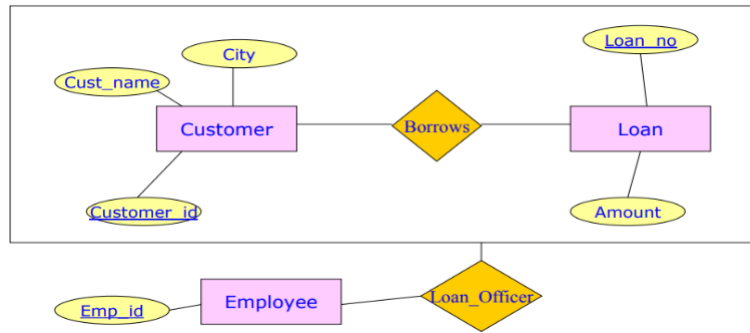 City
Loan_no
Cust_name
Customer
Borrows
Loan
Customer_id
Amount
Employee
Loan_Officer
Emp_id